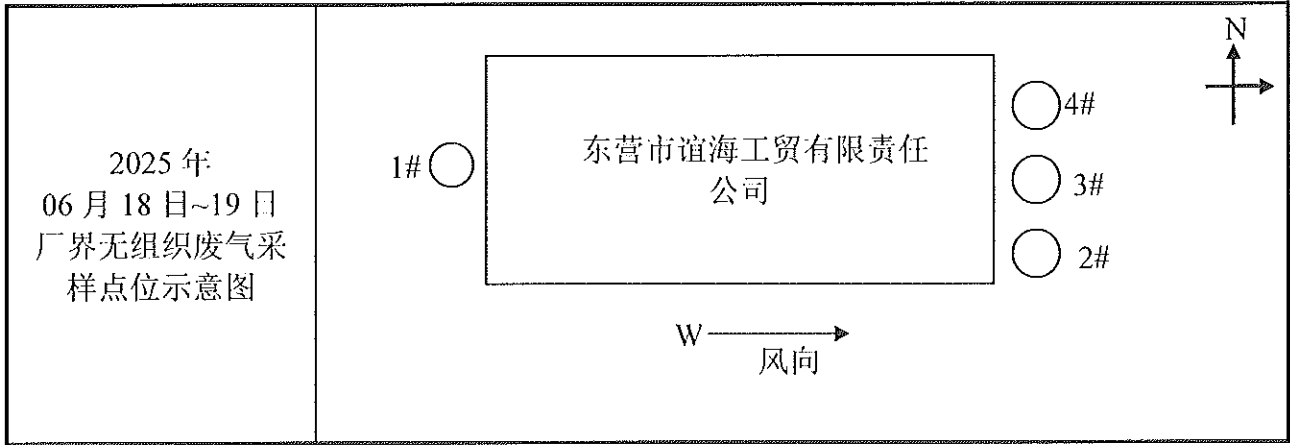 2025 年
06 月 18 日~19 日
厂界无组织废气采
样点位示意图
N
1#
东营市谊海工贸有限责任
公司
4#
3#
2#
W
风向